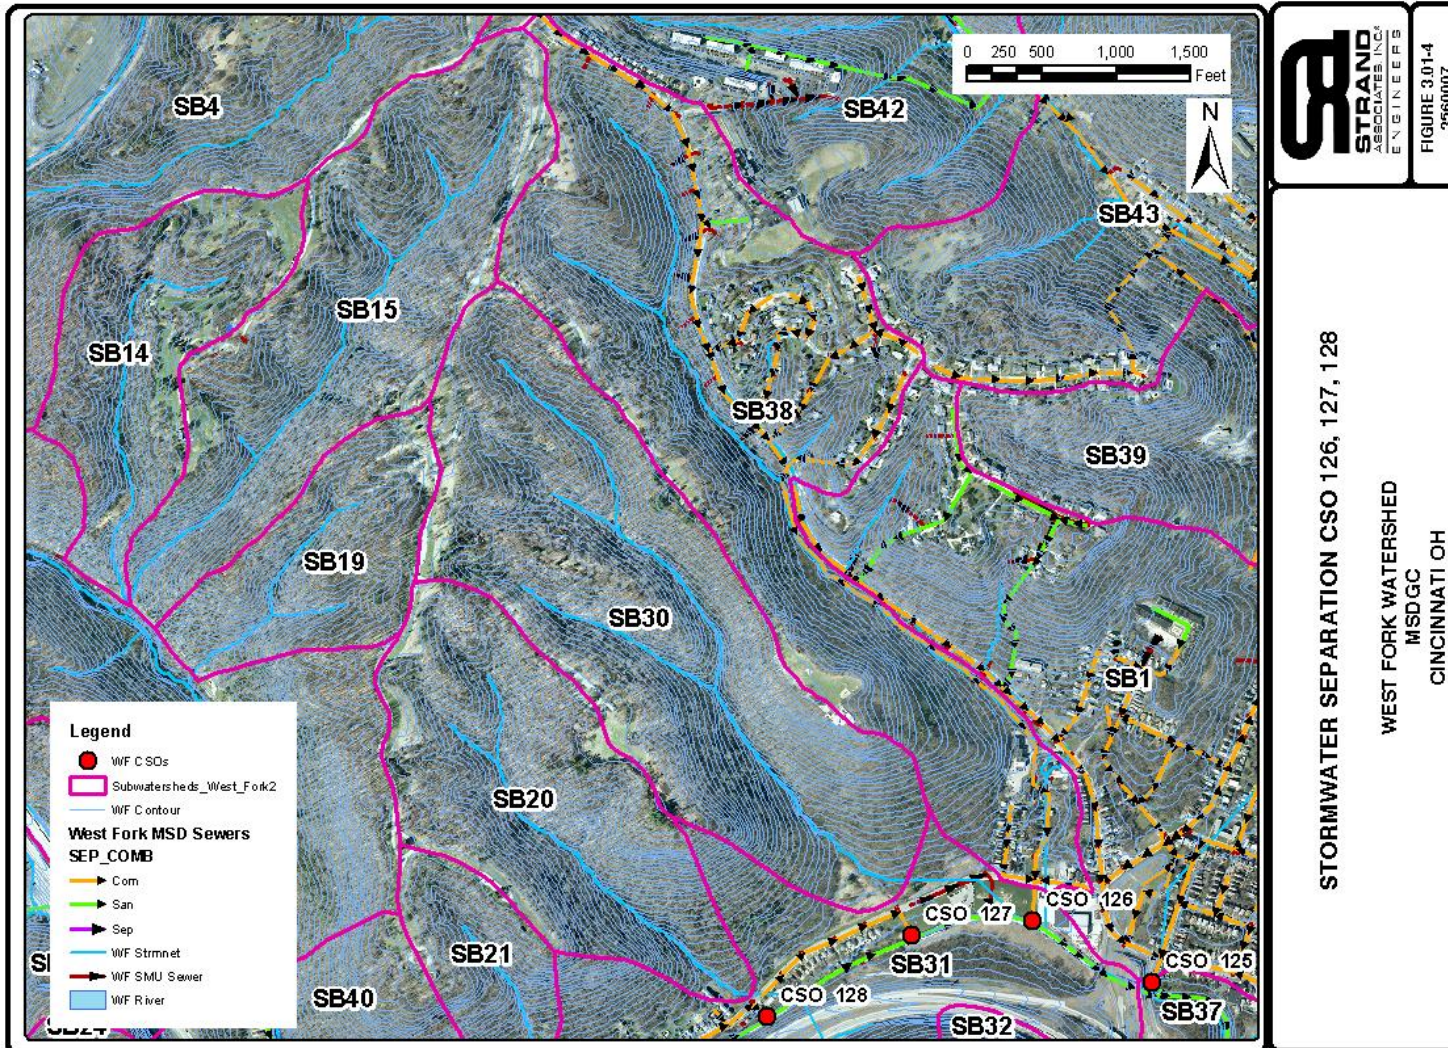 0 250 500 1,000 1,500
Feet
N
SB4
SB42
SB43
SB15
SB14
SB38
SB39
SB19
SB30
SB1
SB20
SB21
SB40
SB31
SB32
SB37
CSO 127
CSO 126
CSO 125
CSO 128
Legend
WF CSOs
Subwatersheds_West_Fork2
WF Contour
West Fork MSD Sewers
SEP_COMB
Com
San
Sep
WF Strmnet
WF SMU Sewer
WF River
STRAND
ASSOCIATES, INC.®
ENGINEERS
FIGURE 3.01-4
STORMWATER SEPARATION CSO 126, 127, 128
WEST FORK WATERSHED
MSDGC
CINCINNATI OH